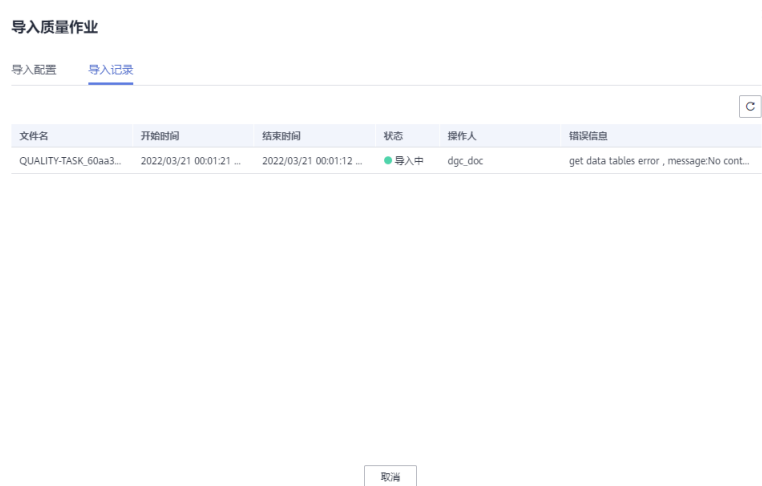 导入质量作业
导入配置 导入记录
文件名 开始时间 结束时间 状态 操作人 错误信息
QUALITY-TASK_60aa3... 2022/03/21 00:01:21 ... 2022/03/21 00:01:12 ... 导入中 dgc_doc get data tables error , message:No cont...
取消